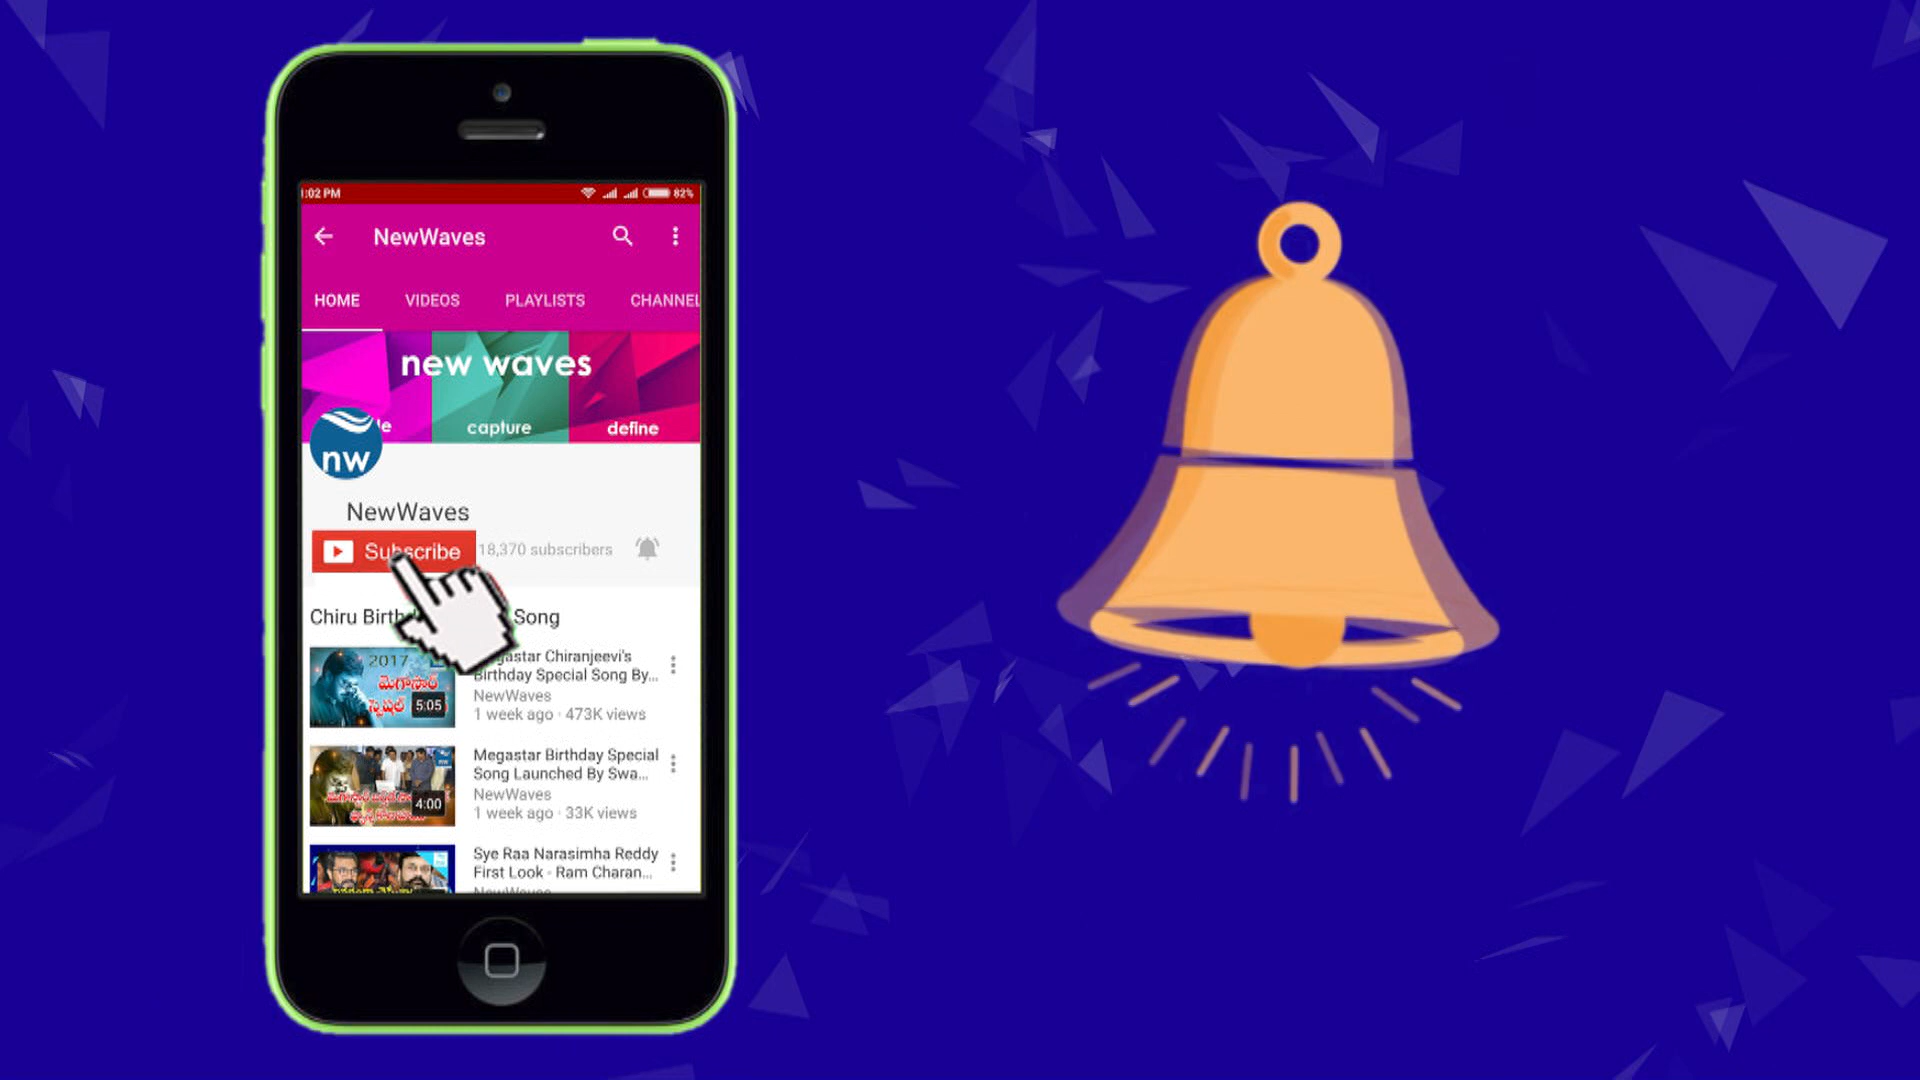 1:02 PM
82%
NewWaves
HOME VIDEOS PLAYLISTS CHANNEL
new waves
capture define
nw
NewWaves
Subscribe 18,370 subscribers
Chiru Song
2017
మెగాస్టార్
స్పెషల్
5:05
Chiranjeevi's
Birthday Special Song By...
NewWaves
1 week ago · 473K views
Megastar Birthday Special
Song Launched By Swa...
NewWaves
1 week ago · 33K views
4:00
Sye Raa Narasimha Reddy
First Look - Ram Charan...
NewWaves